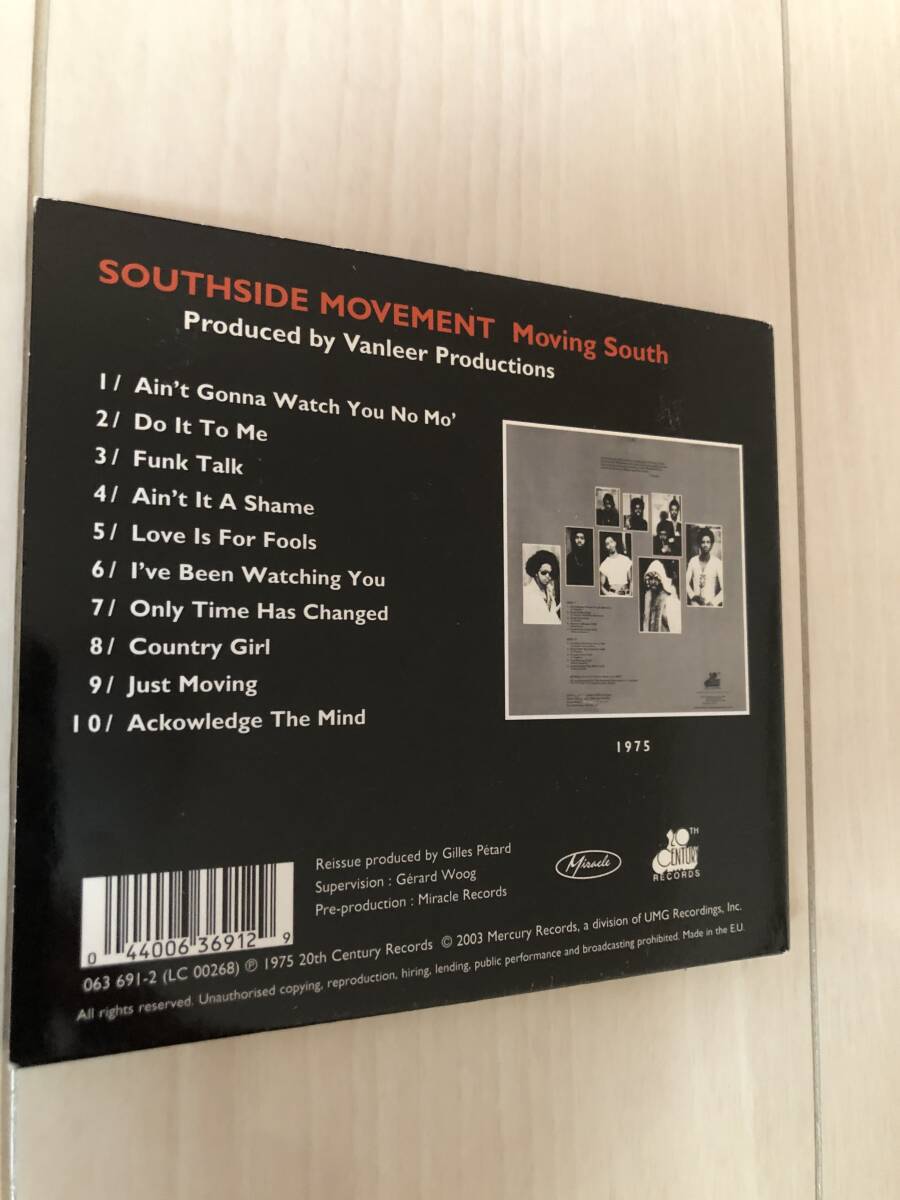 SOUTHSIDE MOVEMENT Moving South
Produced by Vanleer Productions
1/ Ain't Gonna Watch You No Mo'
2/ Do It To Me
3/ Funk Talk
4/ Ain't It A Shame
5/ Love Is For Fools
6/ I've Been Watching You
7/ Only Time Has Changed
8/ Country Girl
9/ Just Moving
10/ Ackowledge The Mind
1975
Reissue produced by Gilles Pétard
Supervision : Gérard Woog
Pre-production : Miracle Records
Miracle
20TH
CENTURY
RECORDS
0 44006 36912 9
063 691-2 (LC 00268) ℗ 1975 20th Century Records © 2003 Mercury Records, a division of UMG Recordings, Inc.
All rights reserved. Unauthorised copying, reproduction, hiring, lending, public performance and broadcasting prohibited. Made in the E.U.